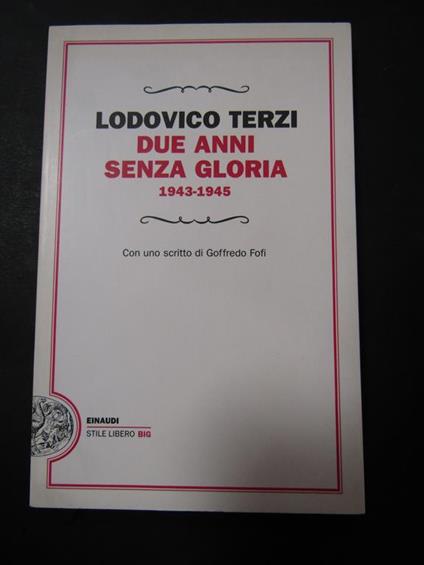 LODOVICO TERZI
DUE ANNI
SENZA GLORIA
1943-1945
Con uno scritto di Goffredo Fofi
EINAUDI
STILE LIBERO BIG